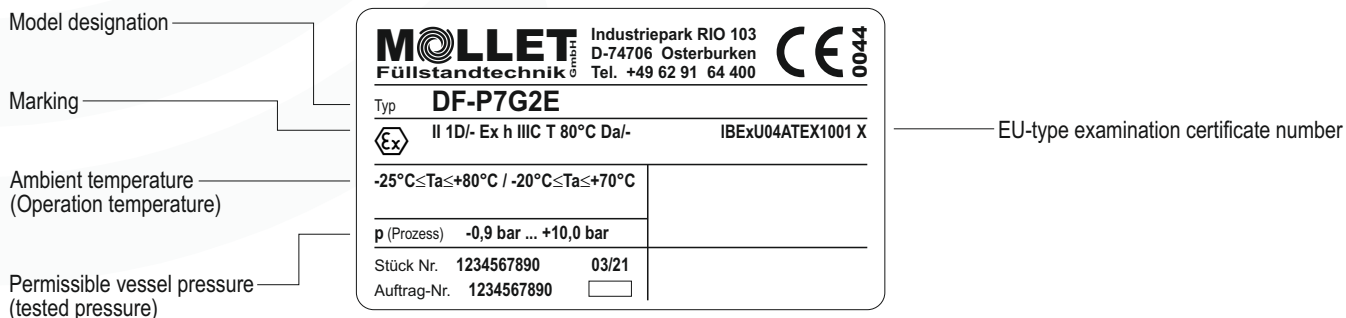 Model designation
MOLLET
Füllstandtechnik GmbH
Industriepark RIO 103
D-74706 Osterburken
Tel. +49 62 91 64 400
CE 0044
Marking
Typ DF-P7G2E
Ex II 1D/- Ex h IIIC T 80°C Da/- IBExU04ATEX1001 X
EU-type examination certificate number
Ambient temperature
(Operation temperature)
-25°C≤Ta≤+80°C / -20°C≤Ta≤+70°C
p (Prozess) -0,9 bar ... +10,0 bar
Permissible vessel pressure
(tested pressure)
Stück Nr. 1234567890 03/21
Auftrag-Nr. 1234567890